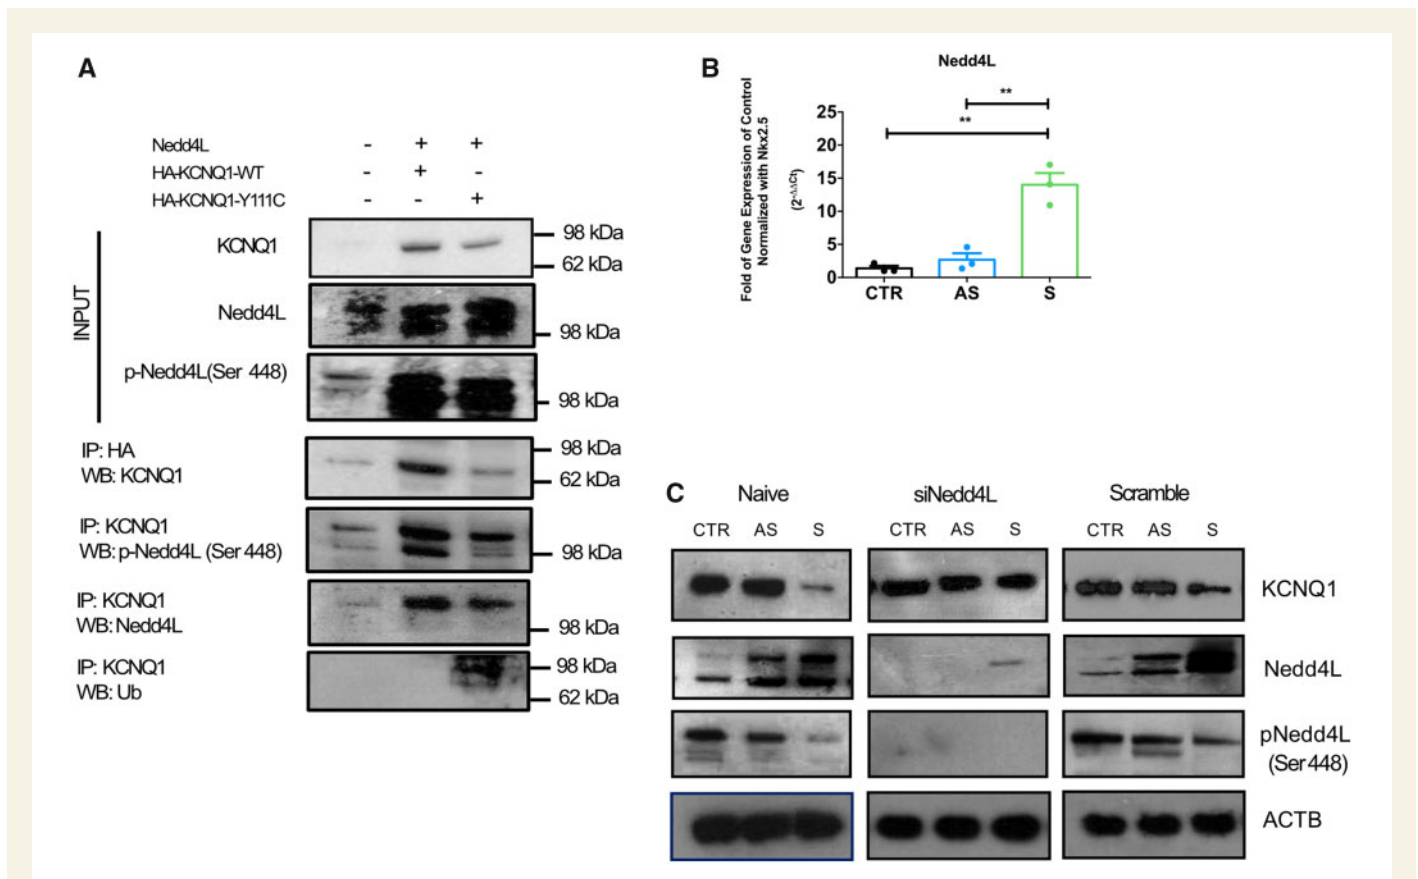 A
Nedd4L - + +
HA-KCNQ1-WT - + -
HA-KCNQ1-Y111C - - +
INPUT
KCNQ1 98 kDa
62 kDa
Nedd4L 98 kDa
p-Nedd4L(Ser 448) 98 kDa
IP: HA 98 kDa
WB: KCNQ1 62 kDa
IP: KCNQ1
WB: p-Nedd4L (Ser 448) 98 kDa
IP: KCNQ1
WB: Nedd4L 98 kDa
IP: KCNQ1 98 kDa
WB: Ub 62 kDa
B
Nedd4L
Fold of Gene Expression of Control
Normalized with Nkx2.5
(2^-ΔΔCt)
25
20
15
10
5
0
**
**
CTR AS S
C
Naive siNedd4L Scramble
CTR AS S CTR AS S CTR AS S
KCNQ1
Nedd4L
pNedd4L
(Ser 448)
ACTB